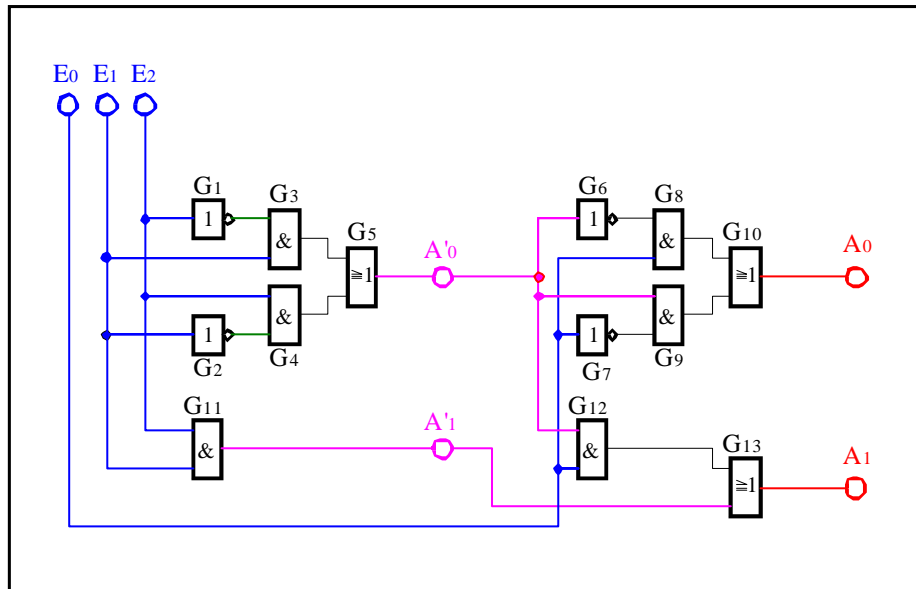 E0 E1 E2
G1 G3 G6 G8
1 & G5 1 & G10
A'0 A0
≧1 ≧1
1 & 1 &
G2 G4 G7 G9
G11 A'1 G12
& & G13 A1
≧1